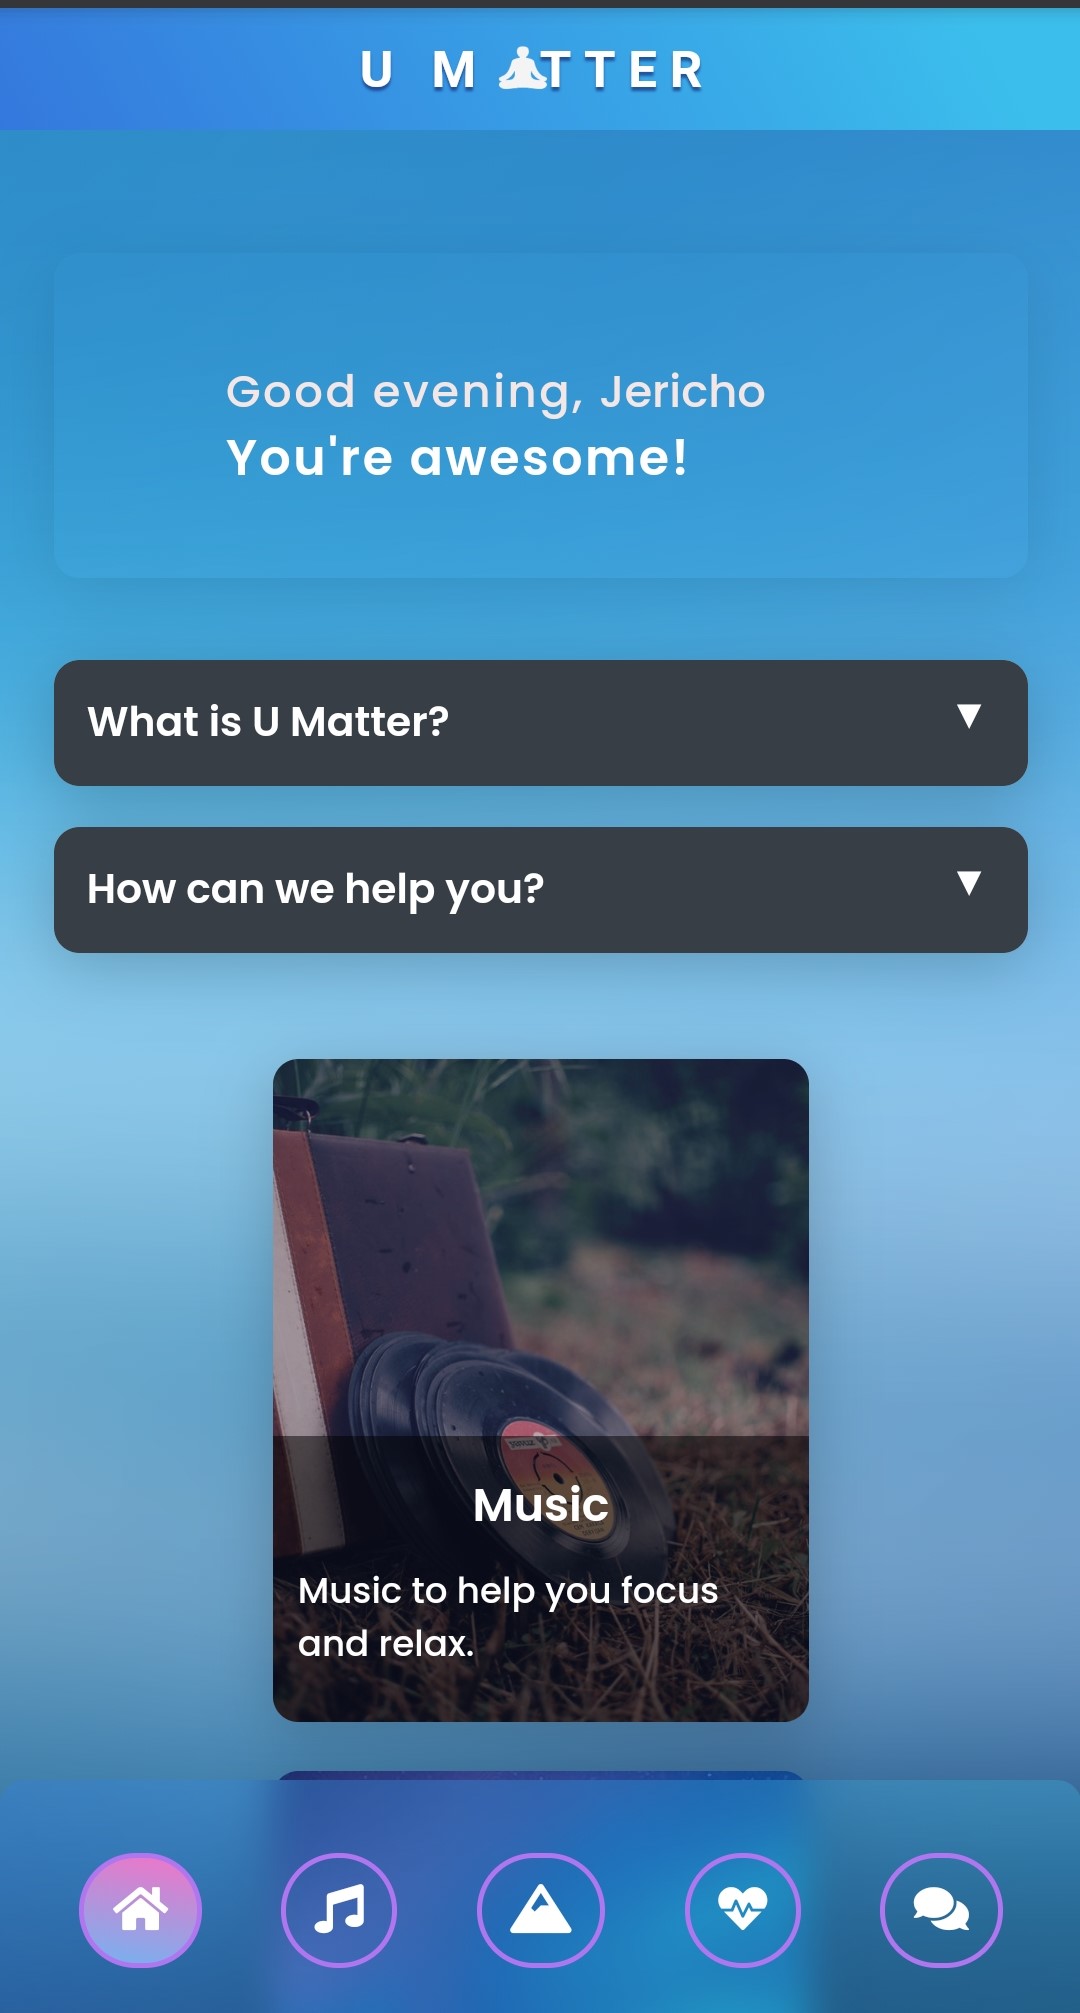 U MATTER
Good evening, Jericho
You're awesome!
What is U Matter?
How can we help you?
Music
Music to help you focus
and relax.